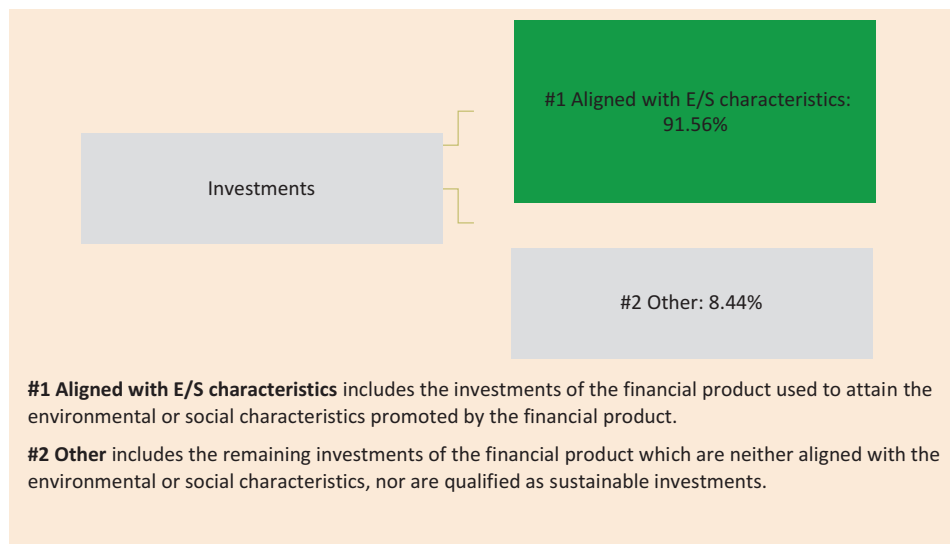 #1 Aligned with E/S characteristics:
91.56%
Investments
#2 Other: 8.44%
#1 Aligned with E/S characteristics includes the investments of the financial product used to attain the
environmental or social characteristics promoted by the financial product.
#2 Other includes the remaining investments of the financial product which are neither aligned with the
environmental or social characteristics, nor are qualified as sustainable investments.